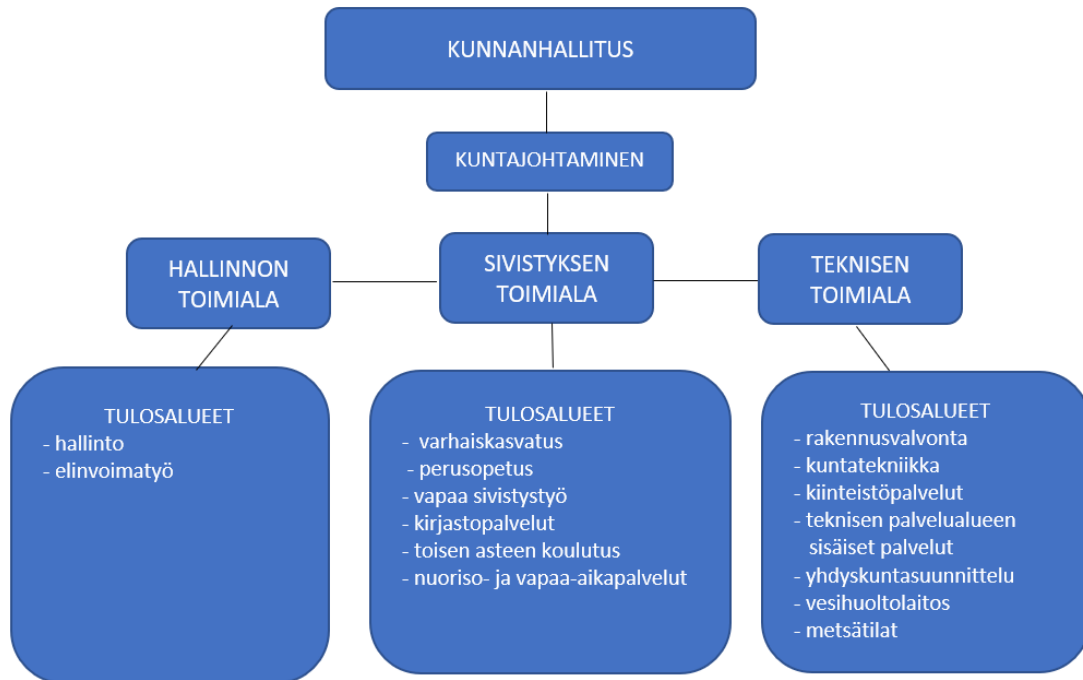 KUNNANHALLITUS
KUNTAJOHTAMINEN
HALLINNON
TOIMIALA
SIVISTYKSEN
TOIMIALA
TEKNISEN
TOIMIALA
TULOSALUEET
- hallinto
- elinvoimatyö
TULOSALUEET
- varhaiskasvatus
- perusopetus
- vapaa sivistystyö
- kirjastopalvelut
- toisen asteen koulutus
- nuoriso- ja vapaa-aikapalvelut
TULOSALUEET
- rakennusvalvonta
- kuntatekniikka
- kiinteistöpalvelut
- teknisen palvelualueen
sisäiset palvelut
- yhdyskuntasuunnittelu
- vesihuoltolaitos
- metsätilat